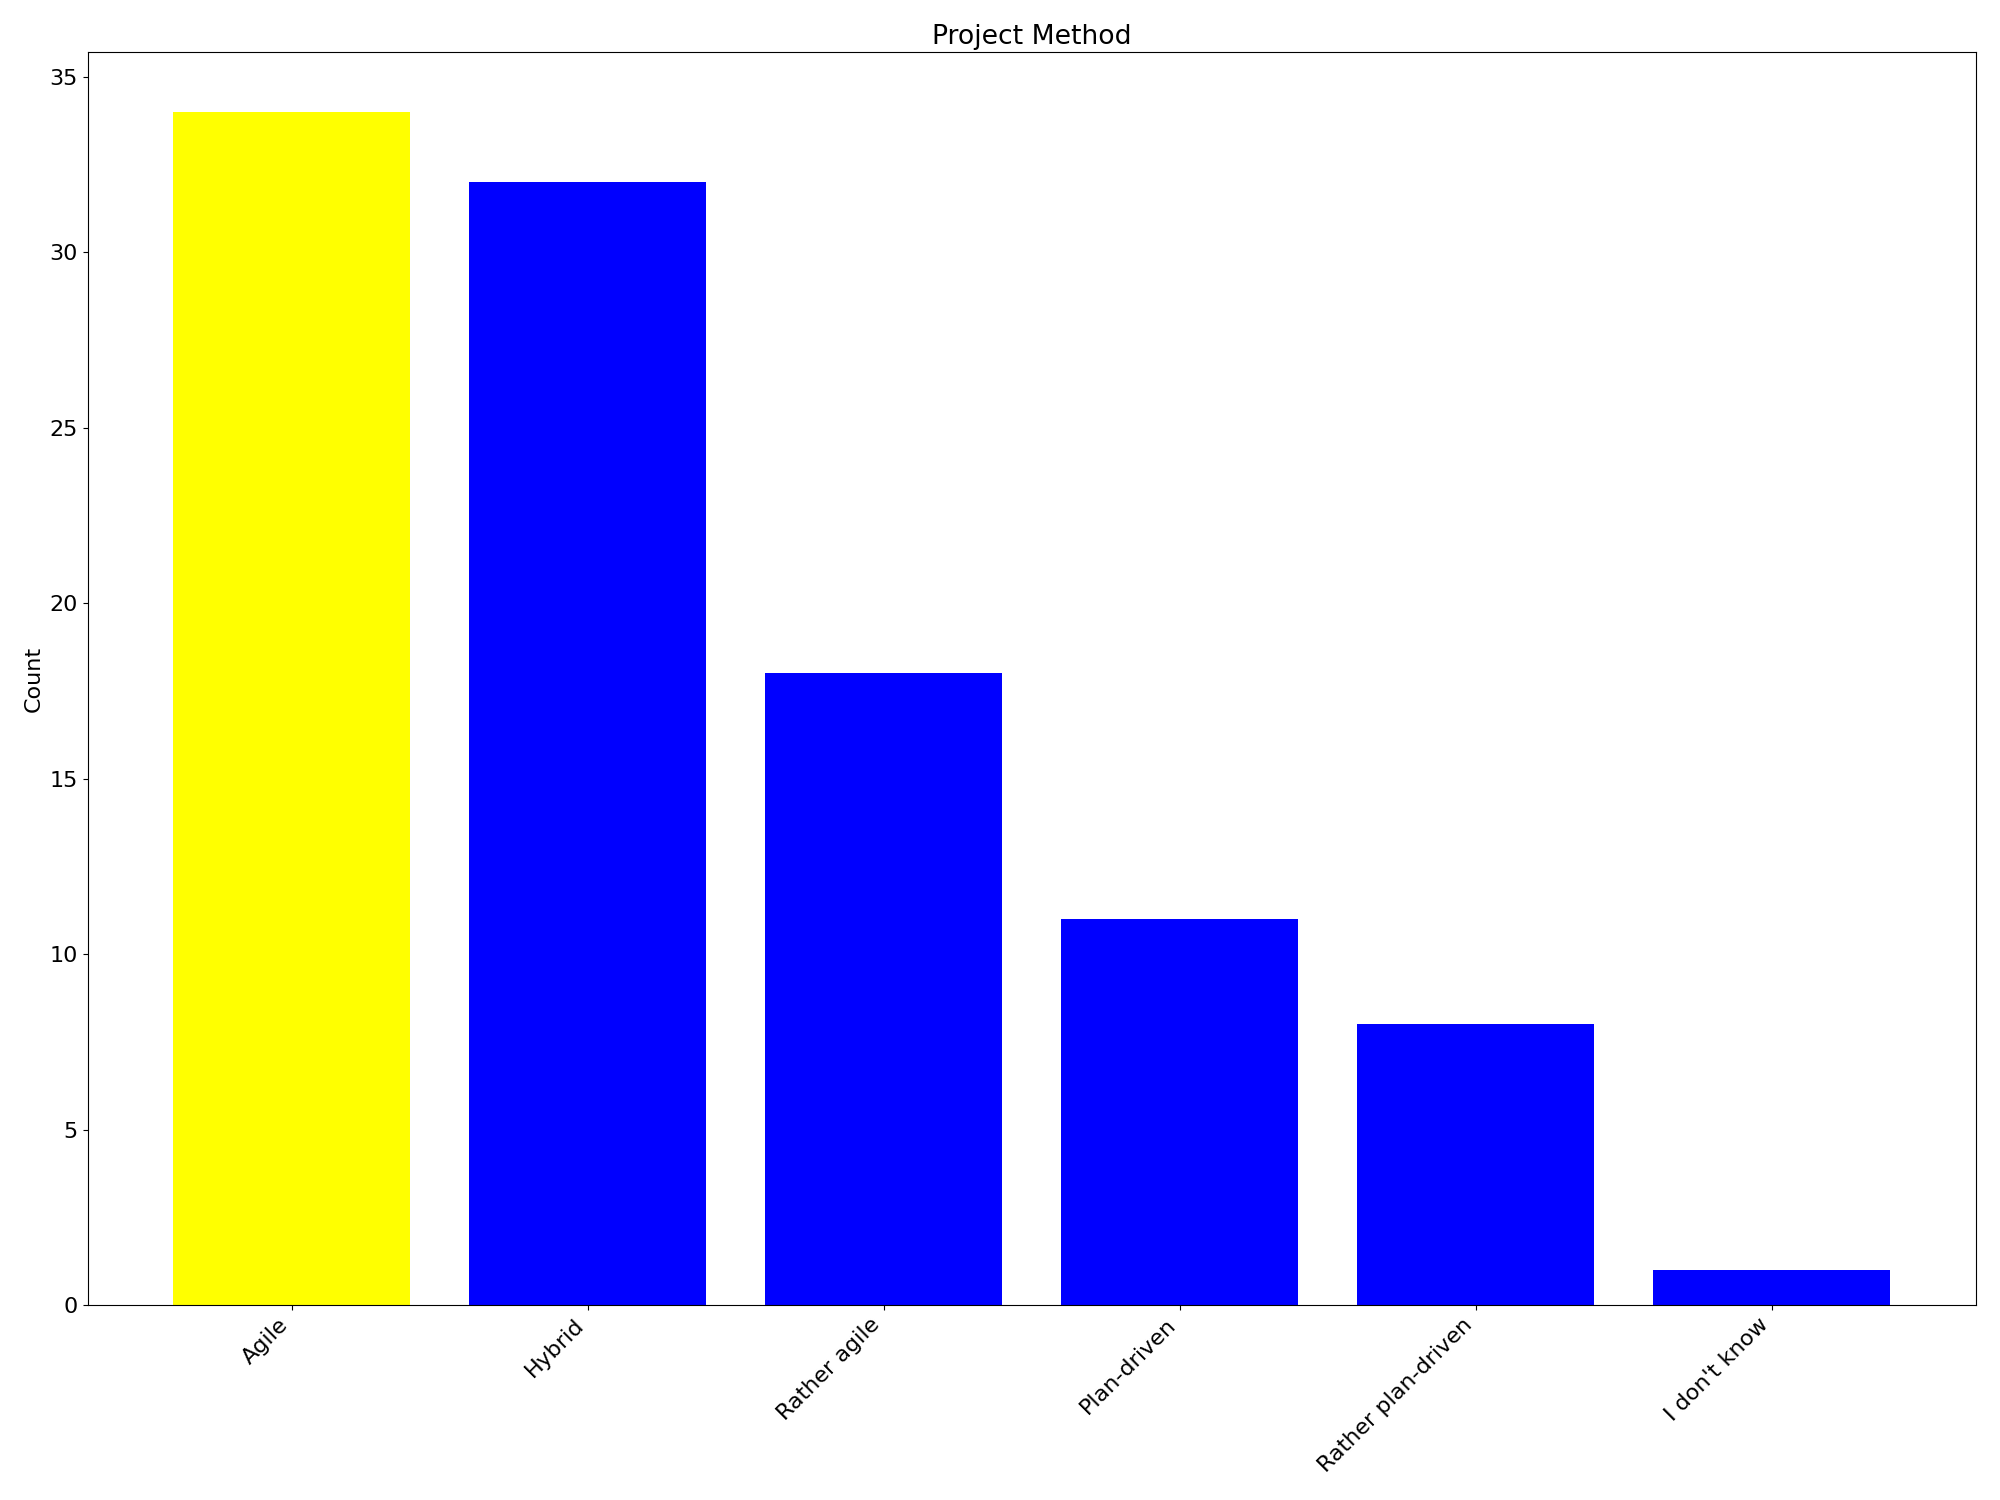 Project Method
35
30
25
20
15
10
5
0
Count
Agile
Hybrid
Rather agile
Plan-driven
Rather plan-driven
I don't know